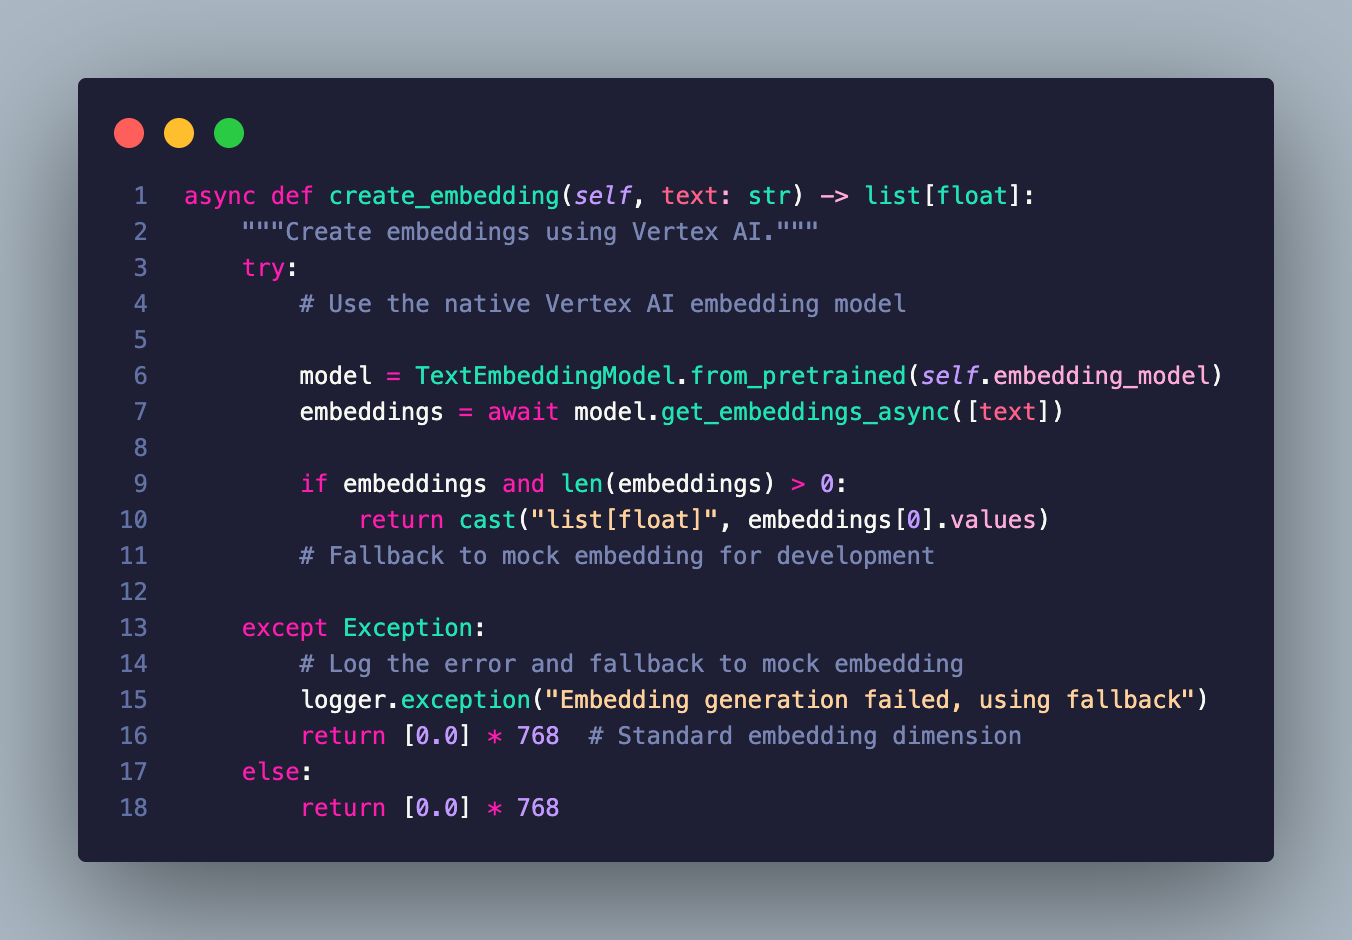 1 async def create_embedding(self, text: str) -> list[float]:
2     """Create embeddings using Vertex AI."""
3     try:
4         # Use the native Vertex AI embedding model
5
6         model = TextEmbeddingModel.from_pretrained(self.embedding_model)
7         embeddings = await model.get_embeddings_async([text])
8
9         if embeddings and len(embeddings) > 0:
10             return cast("list[float]", embeddings[0].values)
11         # Fallback to mock embedding for development
12
13     except Exception:
14         # Log the error and fallback to mock embedding
15         logger.exception("Embedding generation failed, using fallback")
16         return [0.0] * 768  # Standard embedding dimension
17     else:
18         return [0.0] * 768